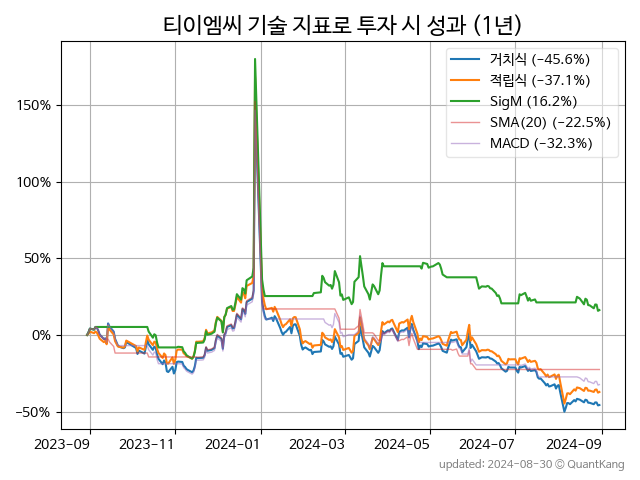 티이엠씨 기술 지표로 투자 시 성과 (1년)
거치식 (−45.6%)
적립식 (−37.1%)
SigM (16.2%)
SMA(20) (−22.5%)
MACD (−32.3%)
150%
100%
50%
0%
−50%
2023-09 2023-11 2024-01 2024-03 2024-05 2024-07 2024-09
updated: 2024-08-30 © QuantKang